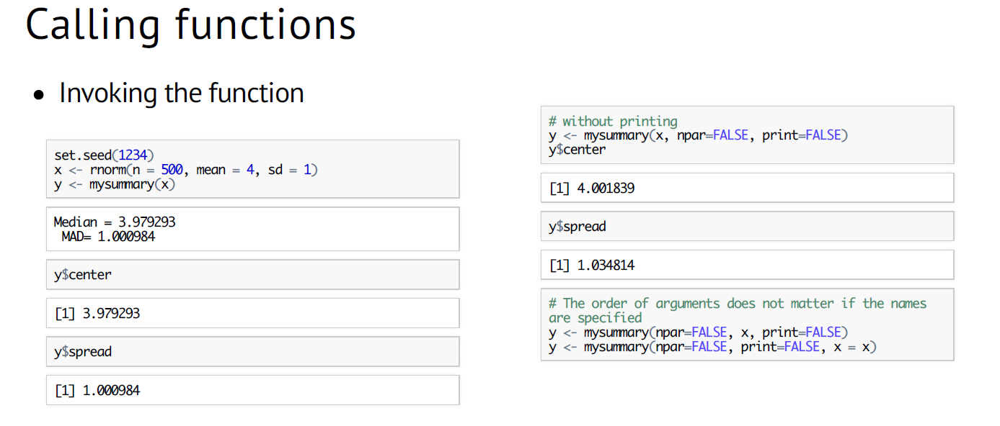 Calling functions
• Invoking the function
set.seed(1234)
x <- rnorm(n = 500, mean = 4, sd = 1)
y <- mysummary(x)
Median = 3.979293
 MAD= 1.000984
y$center
[1] 3.979293
y$spread
[1] 1.000984
# without printing
y <- mysummary(x, npar=FALSE, print=FALSE)
y$center
[1] 4.001839
y$spread
[1] 1.034814
# The order of arguments does not matter if the names
are specified
y <- mysummary(npar=FALSE, x, print=FALSE)
y <- mysummary(npar=FALSE, print=FALSE, x = x)